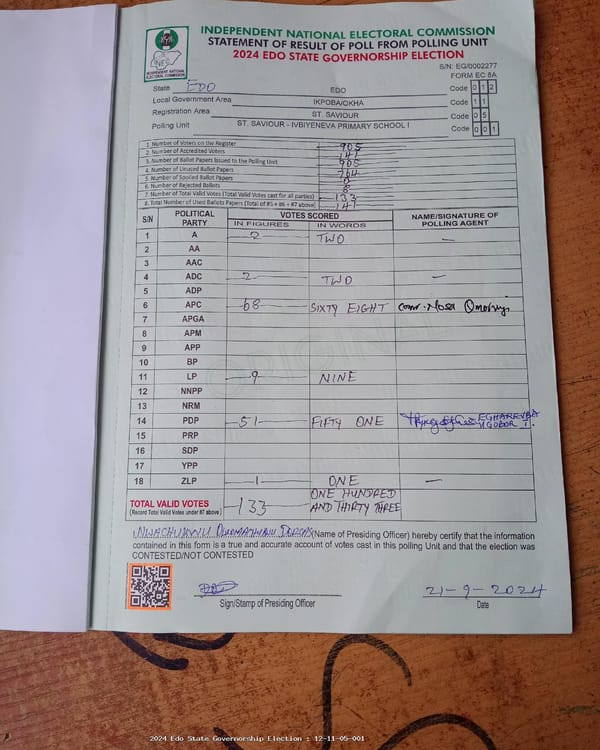 INDEPENDENT NATIONAL ELECTORAL COMMISSION
STATEMENT OF RESULT OF POLL FROM POLLING UNIT
2024 EDO STATE GOVERNORSHIP ELECTION
INEC
INDEPENDENT NATIONAL ELECTORAL COMMISSION
S/N: EG/0002277
FORM EC 8A
State EDO EDO Code 0 1 2
Local Government Area IKPOBA/OKHA Code 1 1
Registration Area ST. SAVIOUR Code 0 5
Polling Unit ST. SAVIOUR - IVBIYENEVA PRIMARY SCHOOL I Code 0 0 1
1. Number of Voters on the Register 905
2. Number of Accredited Voters 141
3. Number of Ballot Papers Issued to the Polling Unit 905
4. Number of Unused Ballot Papers 764
5. Number of Spoiled Ballot Papers
6. Number of Rejected Ballots 8
7. Number of Total Valid Votes (Total Valid Votes cast for all parties) 133
8. Total Number of Used Ballots Papers (Total of #5 + #6 + #7 above) 141
S/N POLITICAL PARTY VOTES SCORED NAME/SIGNATURE OF POLLING AGENT
IN FIGURES IN WORDS
1 A 2 TWO —
2 AA
3 AAC
4 ADC 2 TWO —
5 ADP
6 APC 68 SIXTY EIGHT
7 APGA
8 APM
9 APP
10 BP
11 LP 9 NINE
12 NNPP
13 NRM
14 PDP 51 FIFTY ONE EGHAREVBA
15 PRP
16 SDP
17 YPP
18 ZLP 1 ONE —
TOTAL VALID VOTES 133 ONE HUNDRED AND THIRTY THREE
(Record Total Valid Votes under #7 above)
(Name of Presiding Officer) hereby certify that the information
contained in this form is a true and accurate account of votes cast in this polling Unit and that the election was
CONTESTED/NOT CONTESTED
Sign/Stamp of Presiding Officer
21-9-2024
Date
2024 Edo State Governorship Election : 12-11-05-001